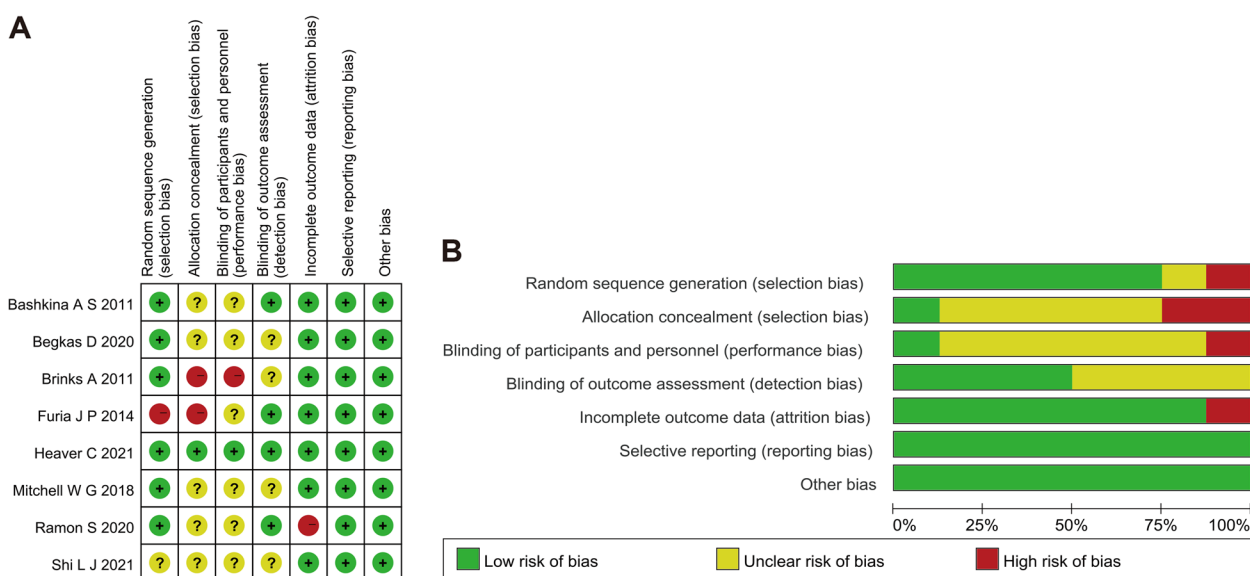 A
Random sequence generation
(selection bias)
Allocation concealment (selection bias)
Blinding of participants and personnel
(performance bias)
Blinding of outcome assessment
(detection bias)
Incomplete outcome data (attrition bias)
Selective reporting (reporting bias)
Other bias
Bashkina A S 2011 + ? ? + + + +
Begkas D 2020 + ? ? ? + + +
Brinks A 2011 + − − ? + + +
Furia J P 2014 − − ? + + + +
Heaver C 2021 + + + + + + +
Mitchell W G 2018 + ? ? ? + + +
Ramon S 2020 + ? ? + − + +
Shi L J 2021 ? ? ? ? + + +
B
Random sequence generation (selection bias)
Allocation concealment (selection bias)
Blinding of participants and personnel (performance bias)
Blinding of outcome assessment (detection bias)
Incomplete outcome data (attrition bias)
Selective reporting (reporting bias)
Other bias
0% 25% 50% 75% 100%
Low risk of bias Unclear risk of bias High risk of bias